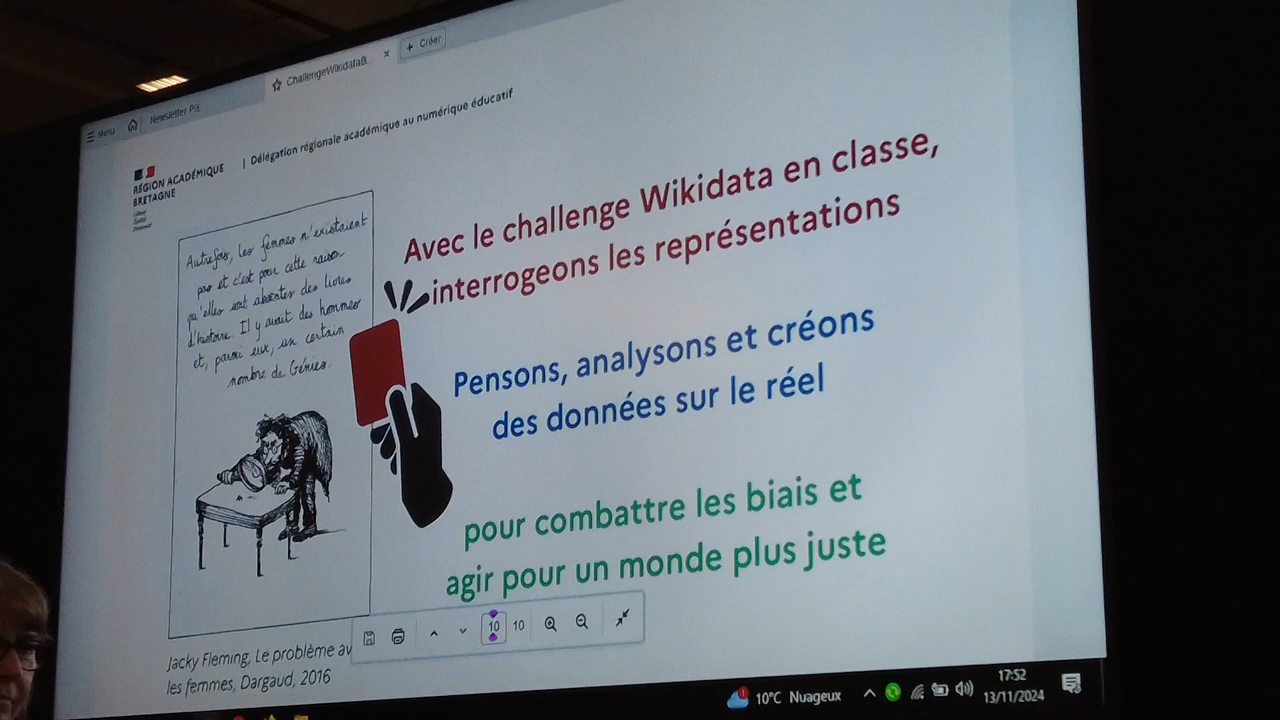 ChallengeWikidataB...
+ Créer
Menu
Newsletter Pix
RÉGION ACADÉMIQUE
BRETAGNE
| Délégation régionale académique au numérique éducatif
Autrefois, les femmes n'existaient
pas et c'est pour cette raison
qu'elles sont absentes des livres
d'histoire. Il y avait des hommes
et, parmi eux, un certain
nombre de Génies.
Avec le challenge Wikidata en classe,
interrogeons les représentations
Pensons, analysons et créons
des données sur le réel
pour combattre les biais et
agir pour un monde plus juste
10 10
Jacky Fleming, Le problème av
les femmes, Dargaud, 2016
10°C Nuageux
17:52
13/11/2024